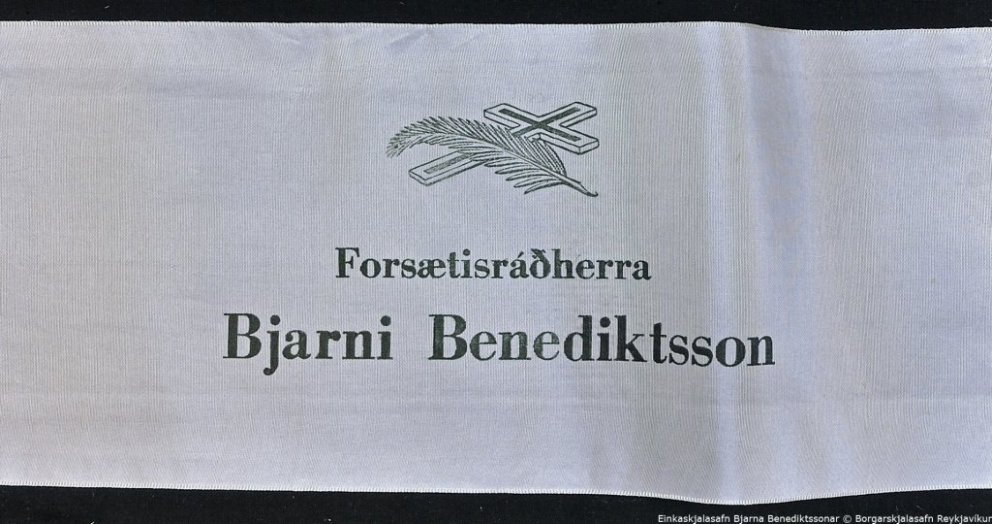 Forsætisráðherra
Bjarni Benediktsson
Einkaskjalasafn Bjarna Benediktssonar © Borgarskjalasafn Reykjavíkur